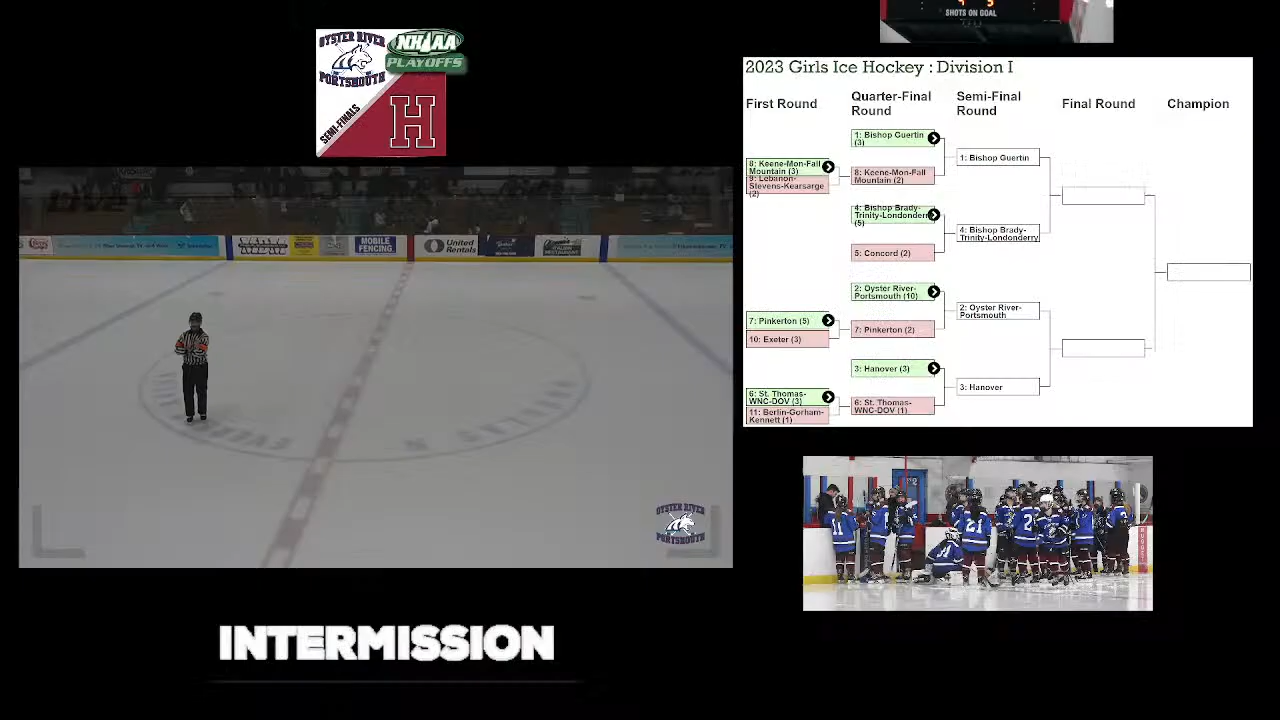 SHOTS ON GOAL
OYSTER RIVER
PORTSMOUTH
NHIAA
PLAYOFFS
SEMI-FINALS
H
2023 Girls Ice Hockey : Division I
First Round
Quarter-Final
Round
Semi-Final
Round
Final Round
Champion
1: Bishop Guertin
(3)
8: Keene-Mon-Fall
Mountain (3)
9: Lebanon-
Stevens-Kearsarge
(2)
8: Keene-Mon-Fall
Mountain (2)
1: Bishop Guertin
4: Bishop Brady-
Trinity-Londonderry
(5)
5: Concord (2)
4: Bishop Brady-
Trinity-Londonderry
2: Oyster River-
Portsmouth (10)
7: Pinkerton (5)
10: Exeter (3)
7: Pinkerton (2)
2: Oyster River-
Portsmouth
3: Hanover (3)
6: St. Thomas-
WNC-DOV (3)
11: Berlin-Gorham-
Kennett (1)
6: St. Thomas-
WNC-DOV (1)
3: Hanover
MOBILE
FENCING
United
Rentals
OYSTER RIVER
PORTSMOUTH
11
21
2
21
INTERMISSION